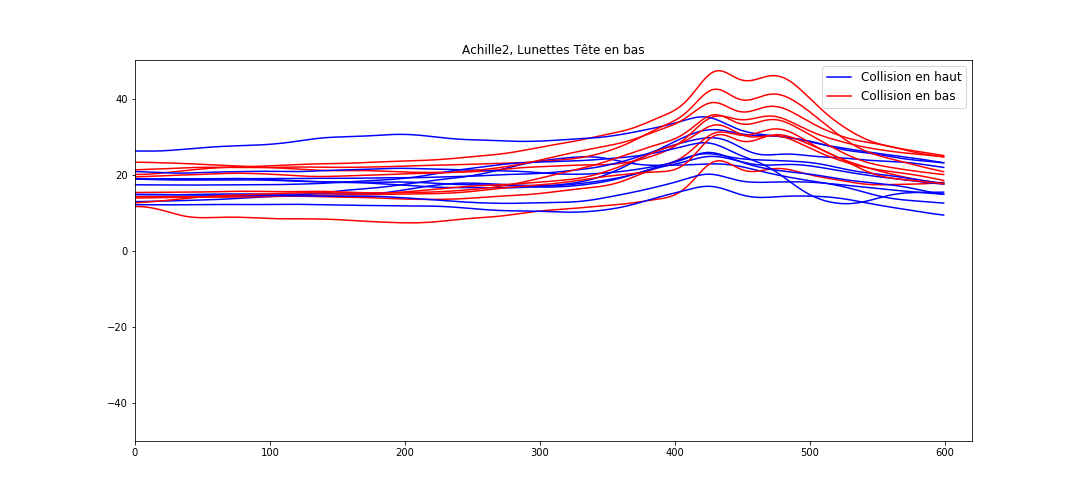 Achille2, Lunettes Tête en bas
Collision en haut
Collision en bas
40
20
0
−20
−40
0 100 200 300 400 500 600